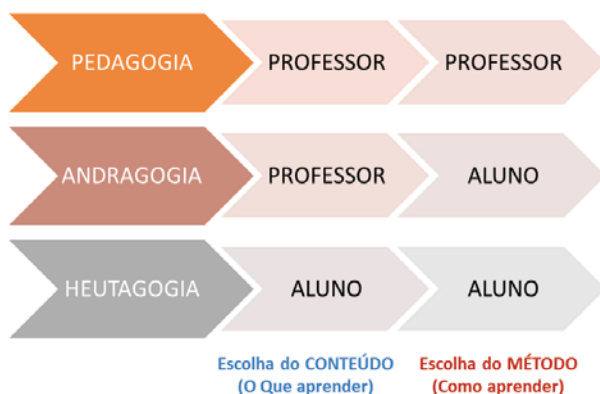 PEDAGOGIA PROFESSOR PROFESSOR
ANDRAGOGIA PROFESSOR ALUNO
HEUTAGOGIA ALUNO ALUNO
Escolha do CONTEÚDO Escolha do MÉTODO
(O Que aprender) (Como aprender)